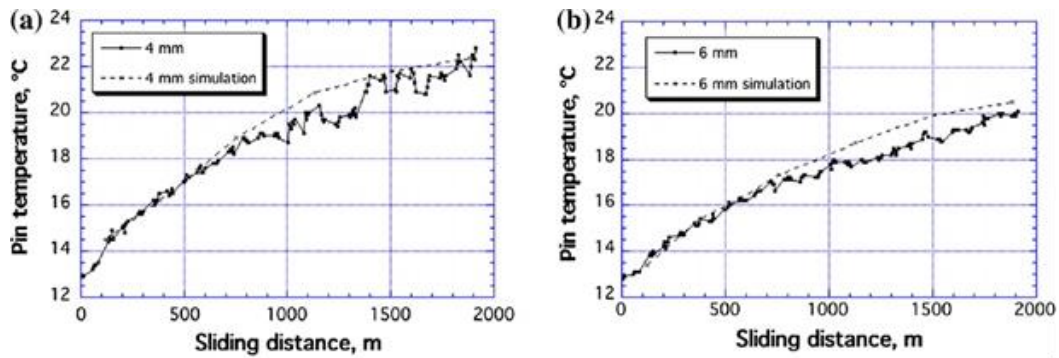 (a)
24
22
20
18
16
14
12
Pin temperature, °C
4 mm
4 mm simulation
0
500
1000
1500
2000
Sliding distance, m
(b)
24
22
20
18
16
14
12
Pin temperature, °C
6 mm
6 mm simulation
0
500
1000
1500
2000
Sliding distance, m